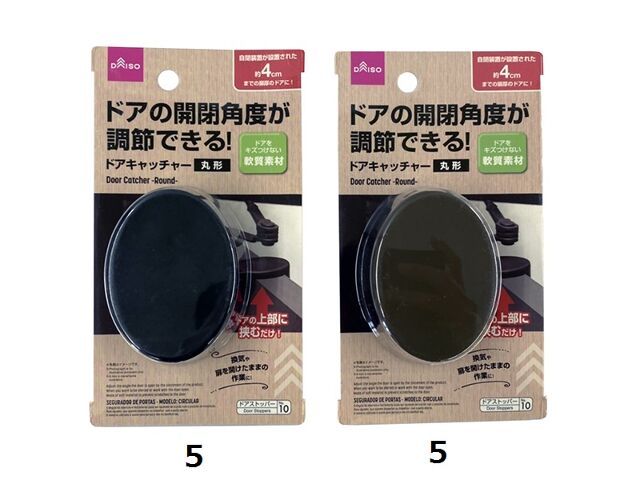 DAISO
自閉装置が設置された
約4cm
までの扉厚のドアに!
ドアの開閉角度が
調節できる!
ドアキャッチャー 丸形
Door Catcher -Round-
ドアを
キズつけない
軟質素材
ドアの上部に
挟むだけ!
換気や
扉を開けたままの
作業に!
SEGURADOR DE PORTAS - MODELO: CIRCULAR
ドアストッパー
Door Stoppers
No.
10
5
DAISO
自閉装置が設置された
約4cm
までの扉厚のドアに!
ドアの開閉角度が
調節できる!
ドアキャッチャー 丸形
Door Catcher -Round-
ドアを
キズつけない
軟質素材
ドアの上部に
挟むだけ!
換気や
扉を開けたままの
作業に!
SEGURADOR DE PORTAS - MODELO: CIRCULAR
ドアストッパー
Door Stoppers
No.
10
5